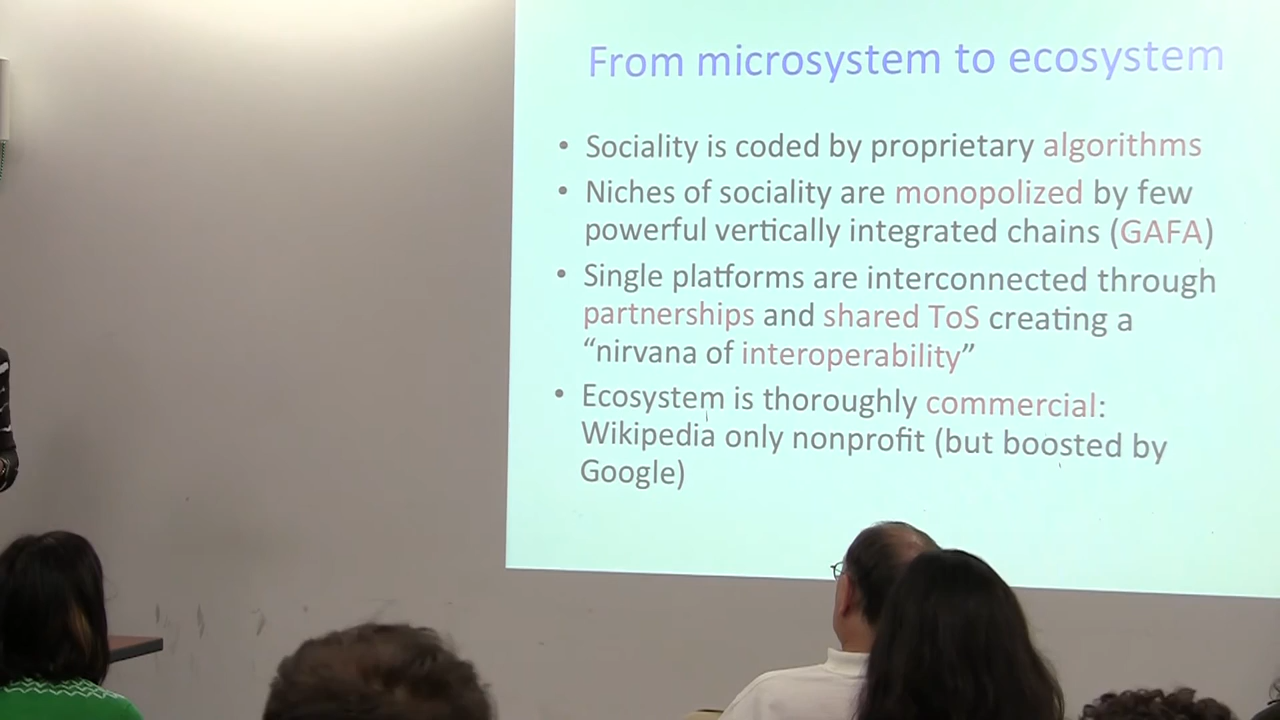 From microsystem to ecosystem
• Sociality is coded by proprietary algorithms
• Niches of sociality are monopolized by few
powerful vertically integrated chains (GAFA)
• Single platforms are interconnected through
partnerships and shared ToS creating a
“nirvana of interoperability”
• Ecosystem is thoroughly commercial:
Wikipedia only nonprofit (but boosted by
Google)